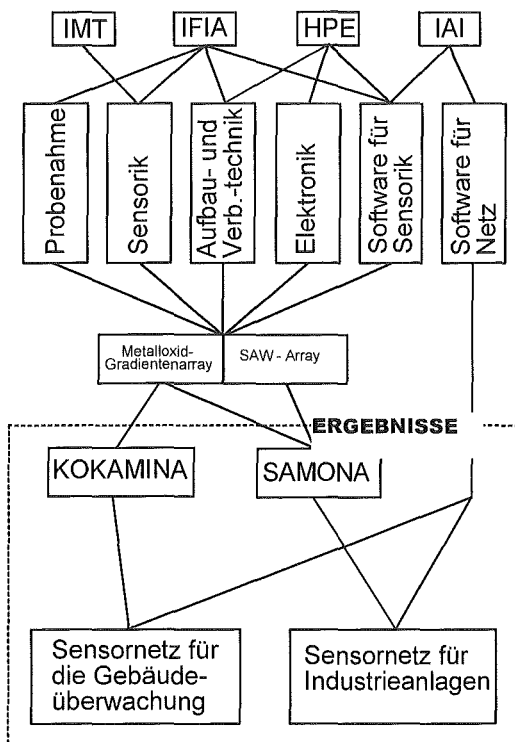 IMT
IFIA
HPE
IAI
Probenahme
Sensorik
Aufbau- und
Verb.-technik
Elektronik
Software für
Sensorik
Software für
Netz
Metalloxid-
Gradientenarray
SAW - Array
ERGEBNISSE
KOKAMINA
SAMONA
Sensornetz für
die Gebäude-
überwachung
Sensornetz für
Industrieanlagen